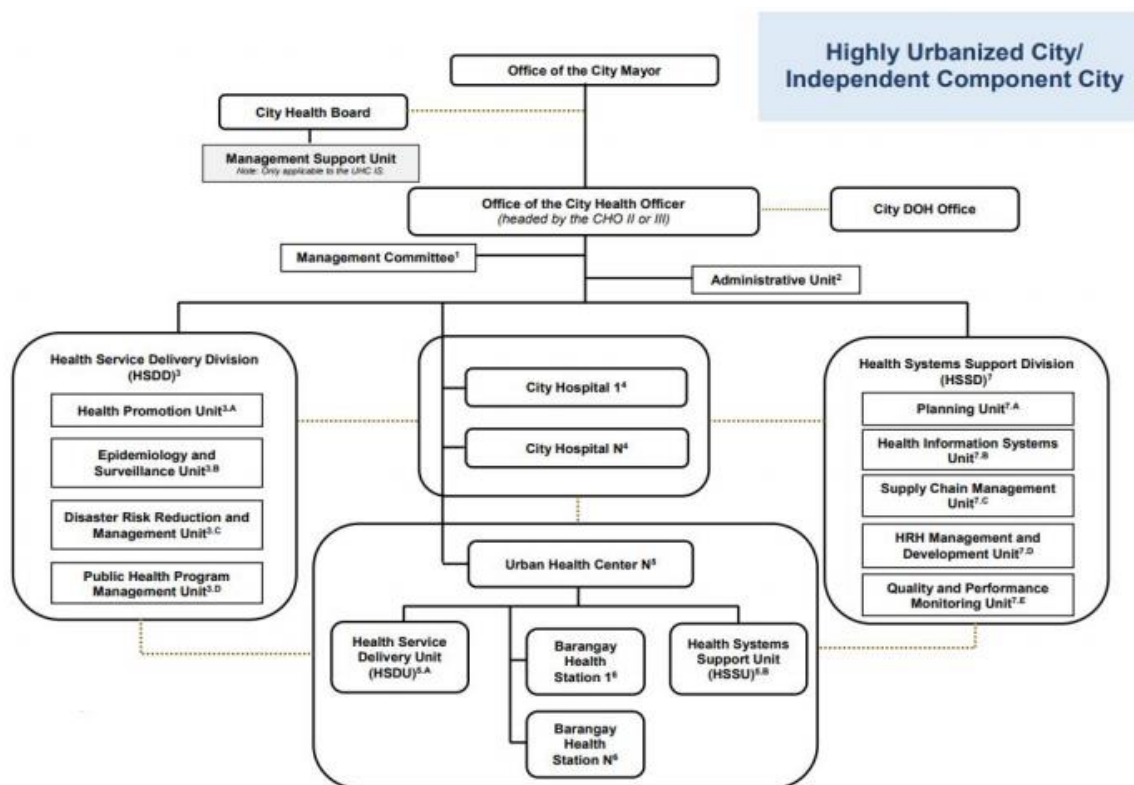 Highly Urbanized City/
Independent Component City
Office of the City Mayor
City Health Board
Management Support Unit
Note: Only applicable to the UHC IS.
Office of the City Health Officer
(headed by the CHO II or III)
City DOH Office
Management Committee¹
Administrative Unit²
Health Service Delivery Division
(HSDD)³
Health Promotion Unit³·ᴬ
Epidemiology and
Surveillance Unit³·ᴮ
Disaster Risk Reduction and
Management Unit³·ꟲ
Public Health Program
Management Unit³·ᴰ
City Hospital 1⁴
City Hospital N⁴
Health Systems Support Division
(HSSD)⁷
Planning Unit⁷·ᴬ
Health Information Systems
Unit⁷·ᴮ
Supply Chain Management
Unit⁷·ꟲ
HRH Management and
Development Unit⁷·ᴰ
Quality and Performance
Monitoring Unit⁷·ᴱ
Urban Health Center N⁵
Health Service
Delivery Unit
(HSDU)⁵·ᴬ
Barangay
Health
Station 1⁶
Health Systems
Support Unit
(HSSU)⁵·ᴮ
Barangay
Health
Station N⁶